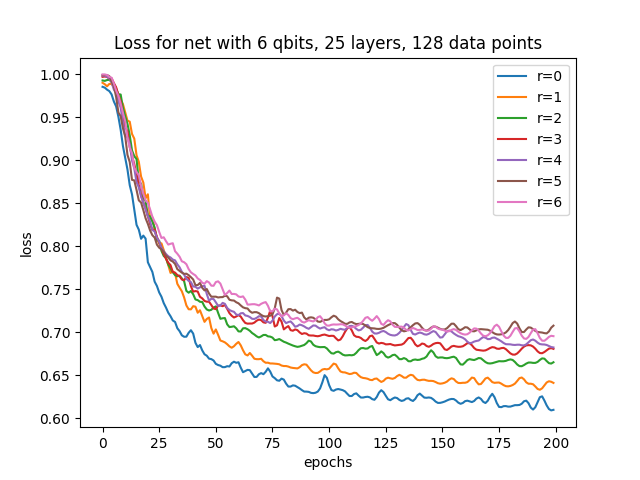 Loss for net with 6 qbits, 25 layers, 128 data points
1.00
0.95
0.90
0.85
0.80
0.75
0.70
0.65
0.60
loss
r=0
r=1
r=2
r=3
r=4
r=5
r=6
0 25 50 75 100 125 150 175 200
epochs